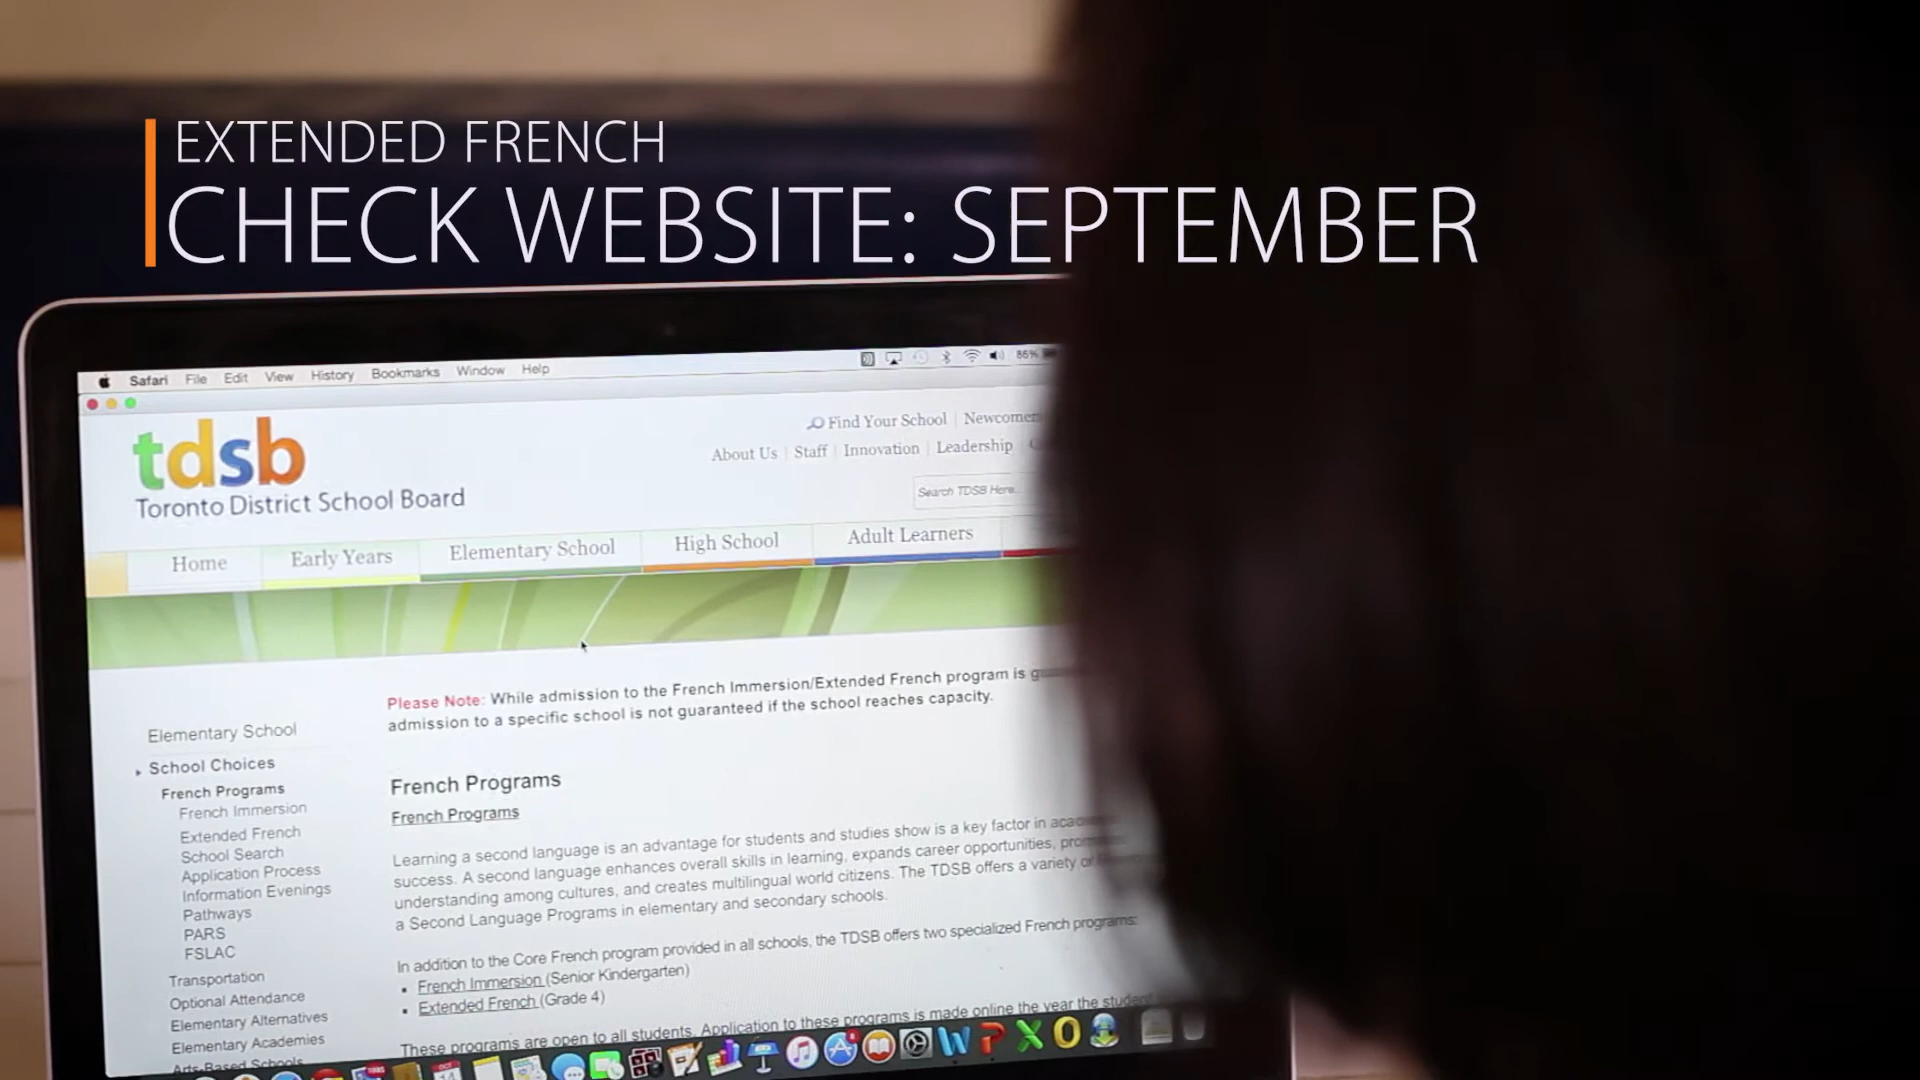 EXTENDED FRENCH
CHECK WEBSITE: SEPTEMBER
Safari File Edit View History Bookmarks Window Help
86%
Find Your School | Newcomer
About Us | Staff | Innovation | Leadership
tdsb
Toronto District School Board
Search TDSB Here...
Home Early Years Elementary School High School Adult Learners
Please Note: While admission to the French Immersion/Extended French program is
admission to a specific school is not guaranteed if the school reaches capacity.
Elementary School
School Choices
French Programs
French Immersion
Extended French
School Search
Application Process
Information Evenings
Pathways
PARS
FSLAC
Transportation
Optional Attendance
Elementary Alternatives
Elementary Academies
Arts-Based Schools
French Programs
French Programs
Learning a second language is an advantage for students and studies show is a key factor in
success. A second language enhances overall skills in learning, expands career opportunities,
understanding among cultures, and creates multilingual world citizens. The TDSB offers a variety
a Second Language Programs in elementary and secondary schools.
In addition to the Core French program provided in all schools, the TDSB offers two specialized French programs:
• French Immersion (Senior Kindergarten)
• Extended French (Grade 4)
These programs are open to all students. Application to these programs is made online the year the student